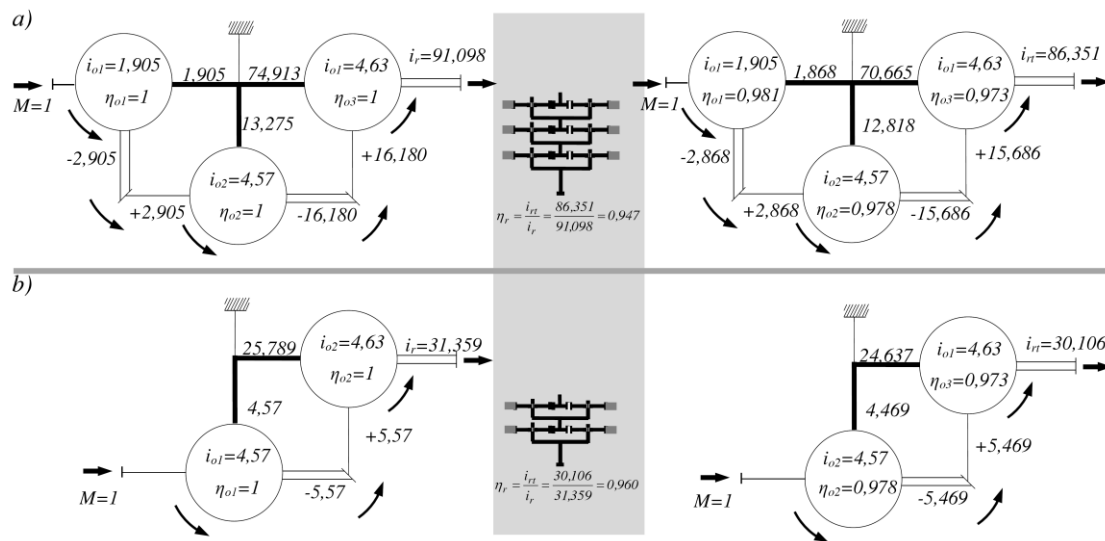 a)
i_o1=1,905
η_o1=1
1,905
74,913
i_o1=4,63
η_o3=1
i_r=91,098
M=1
13,275
-2,905
+16,180
i_o2=4,57
η_o2=1
+2,905
-16,180
η_r = i_rt/i_r = 86,351/91,098 = 0,947
i_o1=1,905
η_o1=0,981
1,868
70,665
i_o1=4,63
η_o3=0,973
i_rt=86,351
M=1
12,818
-2,868
+15,686
i_o2=4,57
η_o2=0,978
+2,868
-15,686
b)
25,789
i_o2=4,63
η_o2=1
i_r=31,359
4,57
+5,57
i_o1=4,57
η_o1=1
M=1
-5,57
η_r = i_rt/i_r = 30,106/31,359 = 0,960
24,637
i_o1=4,63
η_o3=0,973
i_rt=30,106
4,469
+5,469
i_o2=4,57
η_o2=0,978
M=1
-5,469